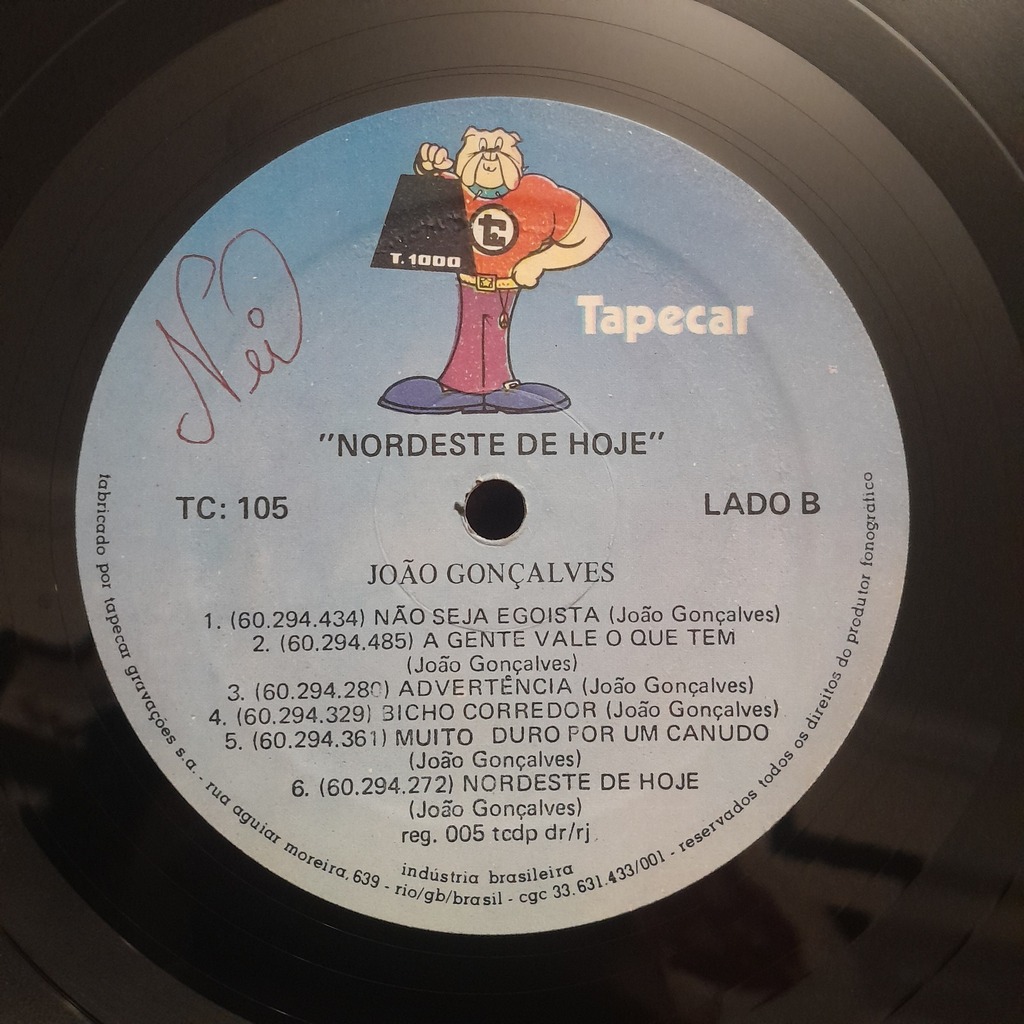 T.1000
tc
Tapecar
Nei
"NORDESTE DE HOJE"
TC: 105
LADO B
JOÃO GONÇALVES
1. (60.294.434) NÃO SEJA EGOISTA (João Gonçalves)
2. (60.294.485) A GENTE VALE O QUE TEM
(João Gonçalves)
3. (60.294.280) ADVERTÊNCIA (João Gonçalves)
4. (60.294.329) BICHO CORREDOR (João Gonçalves)
5. (60.294.361) MUITO DURO POR UM CANUDO
(João Gonçalves)
6. (60.294.272) NORDESTE DE HOJE
(João Gonçalves)
reg. 005 tcdp dr/rj
indústria brasileira
fabricado por tapecar gravações s.a. - rua aguiar moreira, 639 - rio/gb/brasil - cgc 33.631.433/001 - reservados todos os direitos do produtor fonográfico